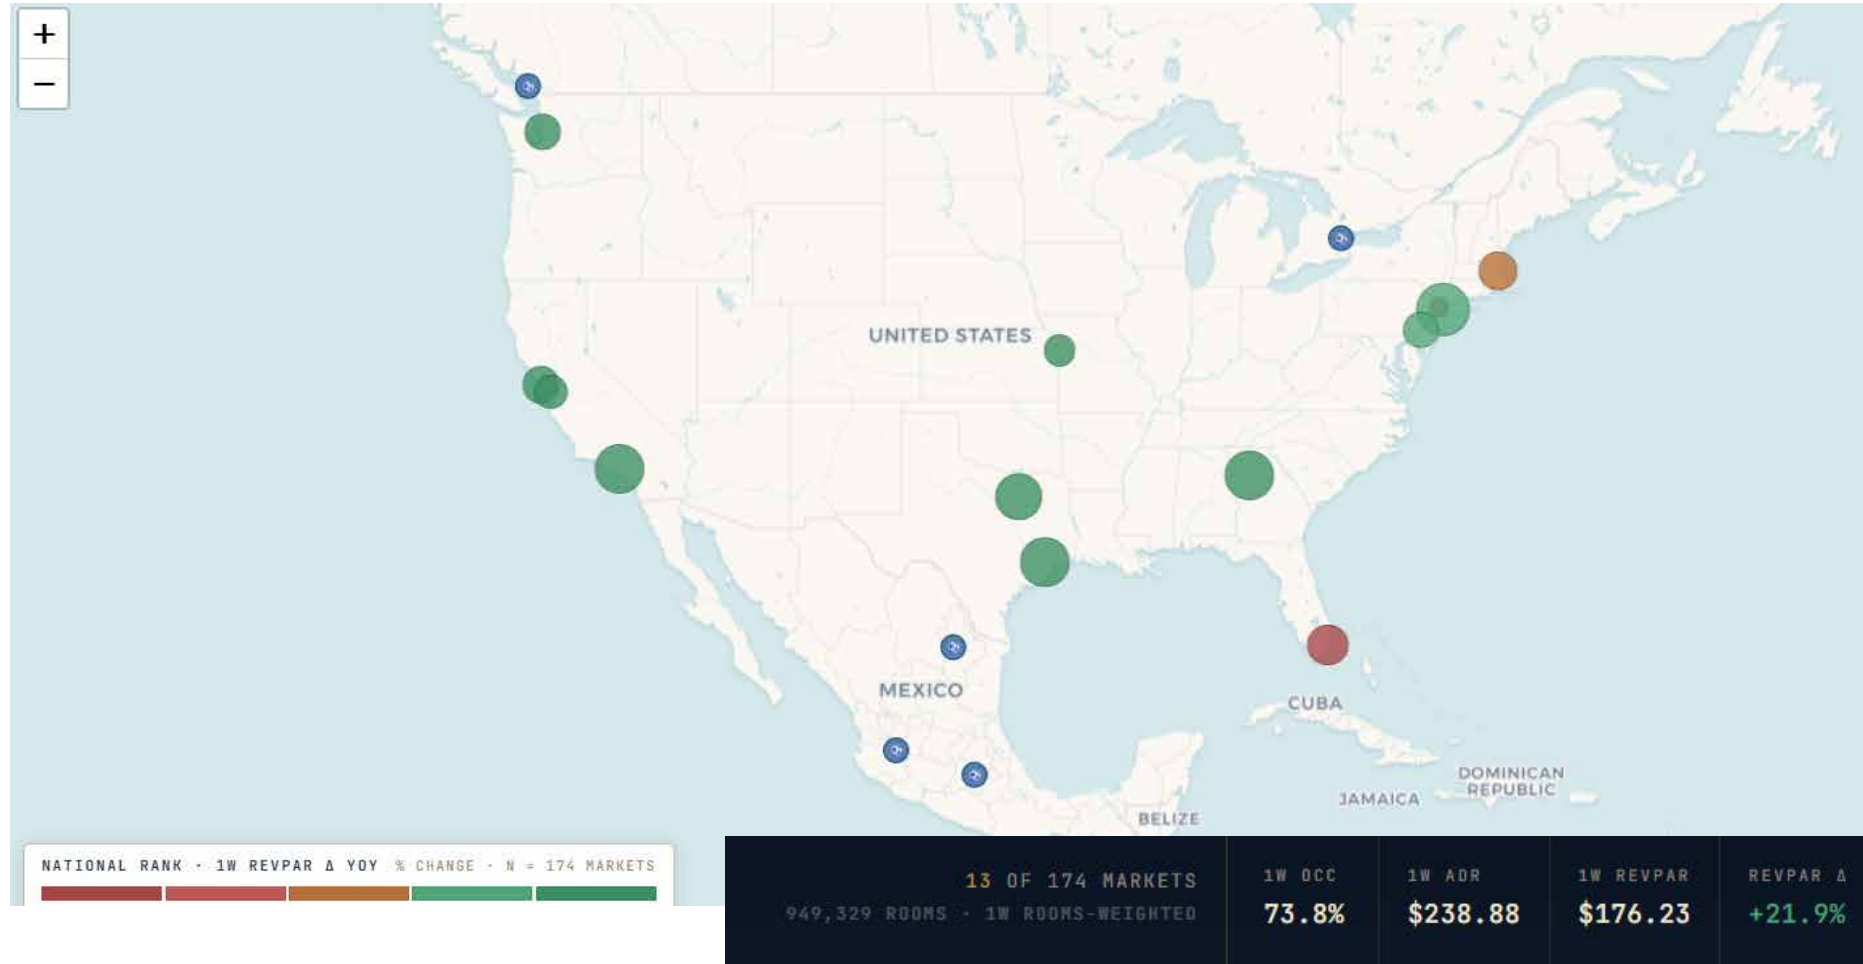 +
−
UNITED STATES
MEXICO
CUBA
DOMINICAN
REPUBLIC
JAMAICA
BELIZE
NATIONAL RANK · 1W REVPAR Δ YOY % CHANGE · N = 174 MARKETS
13 OF 174 MARKETS
949,329 ROOMS · 1W ROOMS-WEIGHTED
1W OCC
73.8%
1W ADR
$238.88
1W REVPAR
$176.23
REVPAR Δ
+21.9%